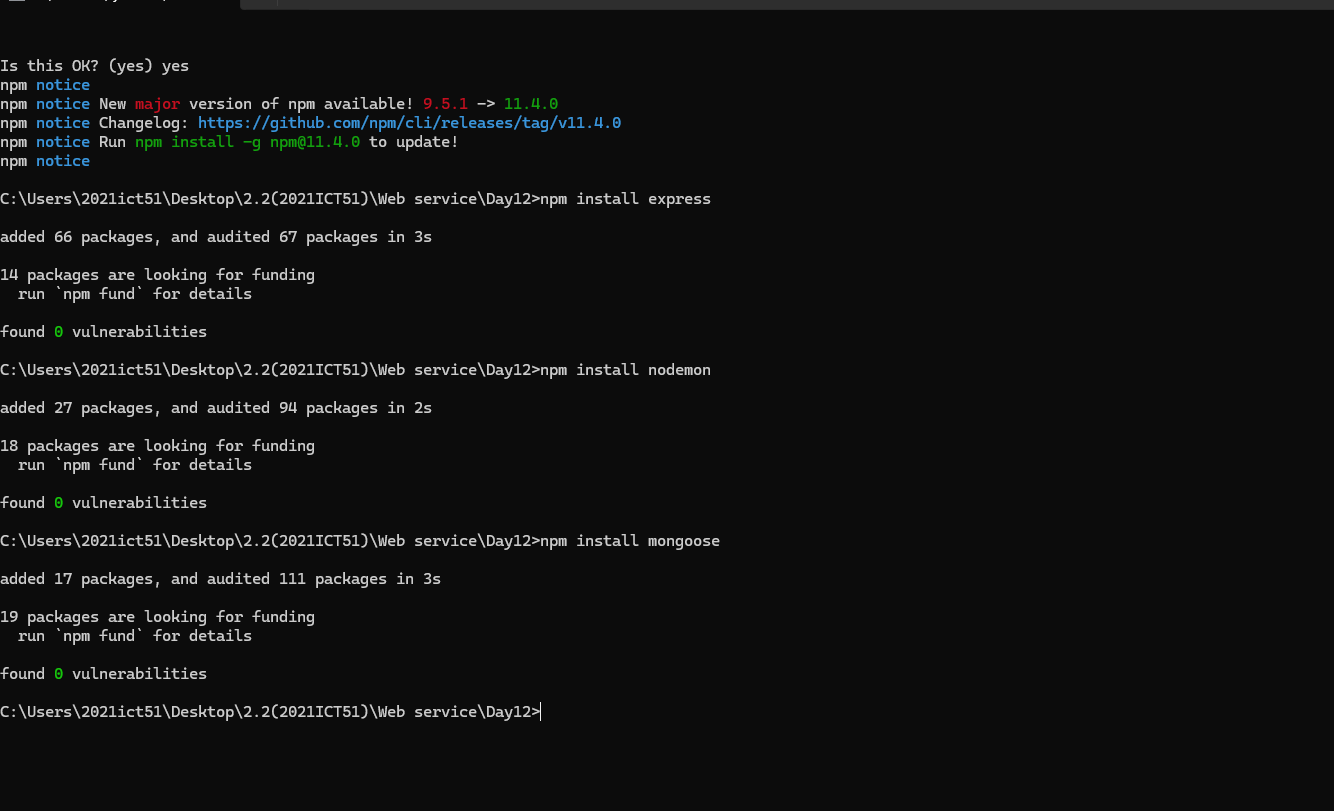 Is this OK? (yes) yes
npm notice
npm notice New major version of npm available! 9.5.1 -> 11.4.0
npm notice Changelog: https://github.com/npm/cli/releases/tag/v11.4.0
npm notice Run npm install -g npm@11.4.0 to update!
npm notice
C:\Users\2021ict51\Desktop\2.2(2021ICT51)\Web service\Day12>npm install express
added 66 packages, and audited 67 packages in 3s
14 packages are looking for funding
  run `npm fund` for details
found 0 vulnerabilities
C:\Users\2021ict51\Desktop\2.2(2021ICT51)\Web service\Day12>npm install nodemon
added 27 packages, and audited 94 packages in 2s
18 packages are looking for funding
  run `npm fund` for details
found 0 vulnerabilities
C:\Users\2021ict51\Desktop\2.2(2021ICT51)\Web service\Day12>npm install mongoose
added 17 packages, and audited 111 packages in 3s
19 packages are looking for funding
  run `npm fund` for details
found 0 vulnerabilities
C:\Users\2021ict51\Desktop\2.2(2021ICT51)\Web service\Day12>